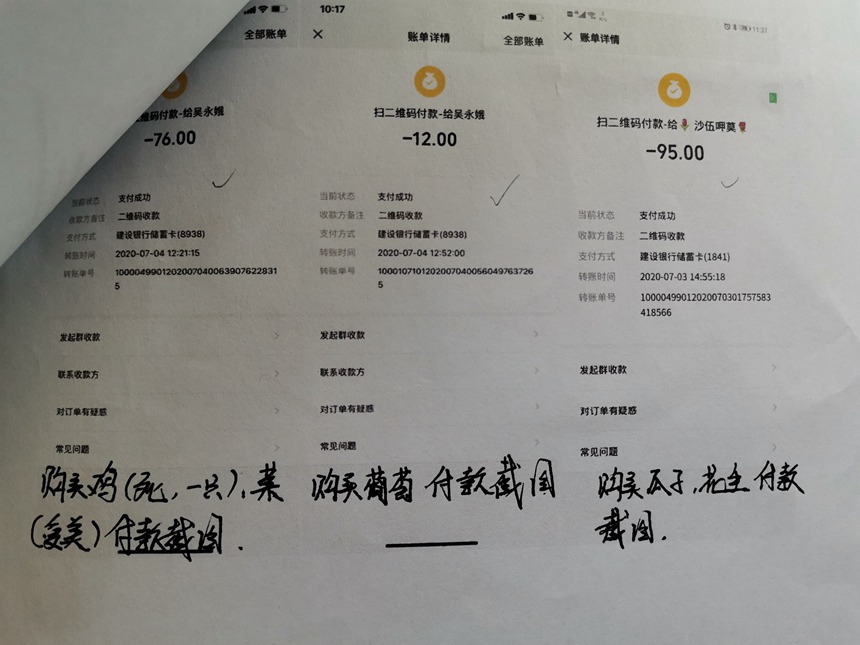 全部账单
二维码付款-给吴永娥
-76.00
当前状态 支付成功
收款方备注 二维码收款
支付方式 建设银行储蓄卡(8938)
转账时间 2020-07-04 12:21:15
转账单号 10000499012020070400639076228315
发起群收款
联系收款方
对订单有疑惑
常见问题
购买鸡(死,一只),菜
付款截图.
10:17
账单详情
全部账单
扫二维码付款-给吴永娥
-12.00
当前状态 支付成功
收款方备注 二维码收款
支付方式 建设银行储蓄卡(8938)
转账时间 2020-07-04 12:52:00
转账单号 1000107101202007040056049763726
5
发起群收款
联系收款方
对订单有疑惑
常见问题
购买葡萄 付款截图
11:37
账单详情
扫二维码付款-给🌷沙伍呷莫🌹
-95.00
当前状态 支付成功
收款方备注 二维码收款
支付方式 建设银行储蓄卡(1841)
转账时间 2020-07-03 14:55:18
转账单号 10000499012020070301757583
418566
发起群收款
对订单有疑惑
常见问题
购买瓜子,花生 付款
截图.